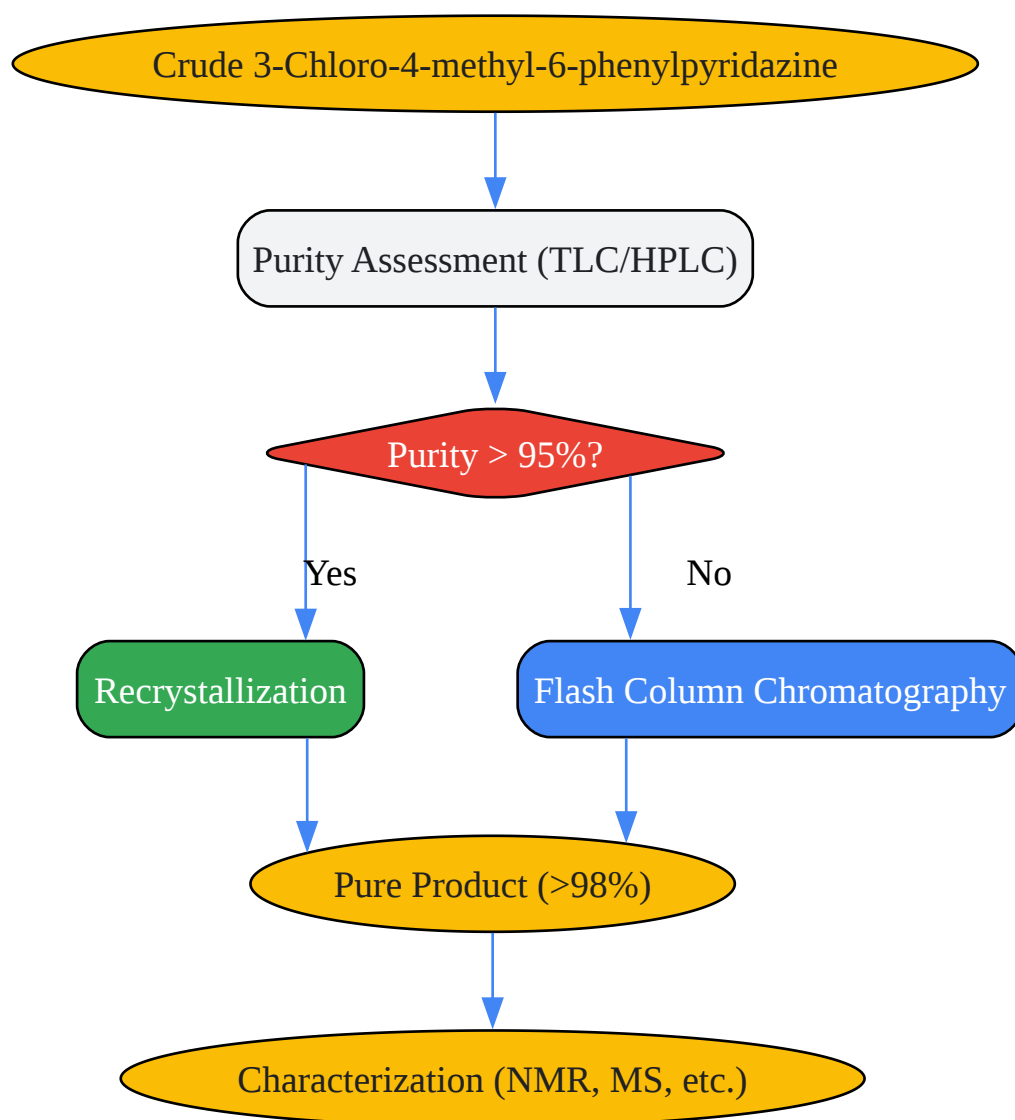 Crude 3-Chloro-4-methyl-6-phenylpyridazine
Purity Assessment (TLC/HPLC)
Purity > 95%?
Yes
No
Recrystallization
Flash Column Chromatography
Pure Product (>98%)
Characterization (NMR, MS, etc.)